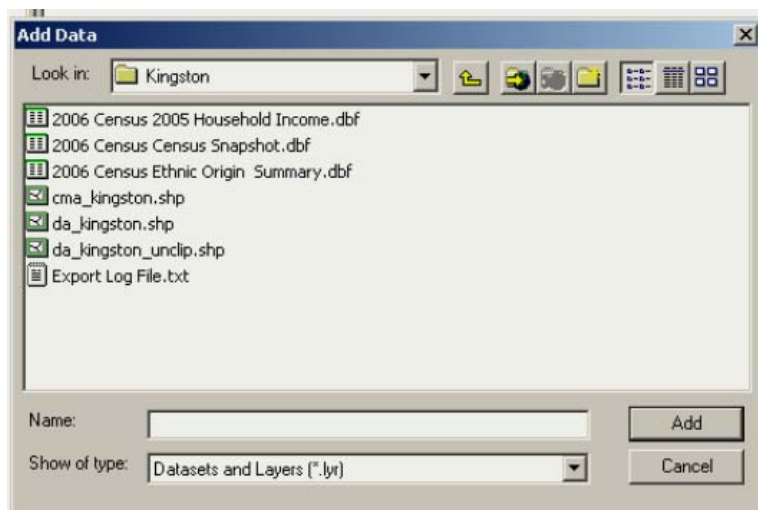 Add Data
Look in: Kingston
2006 Census 2005 Household Income.dbf
2006 Census Census Snapshot.dbf
2006 Census Ethnic Origin  Summary.dbf
cma_kingston.shp
da_kingston.shp
da_kingston_unclip.shp
Export Log File.txt
Name: Add
Show of type: Datasets and Layers (*.lyr) Cancel